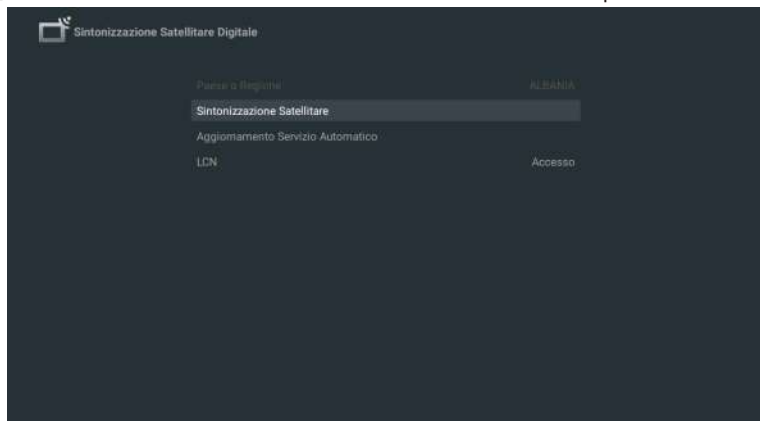 Sintonizzazione Satellitare Digitale
Paese o Regione ALBANIA
Sintonizzazione Satellitare
Aggiornamento Servizio Automatico
LCN Accesso